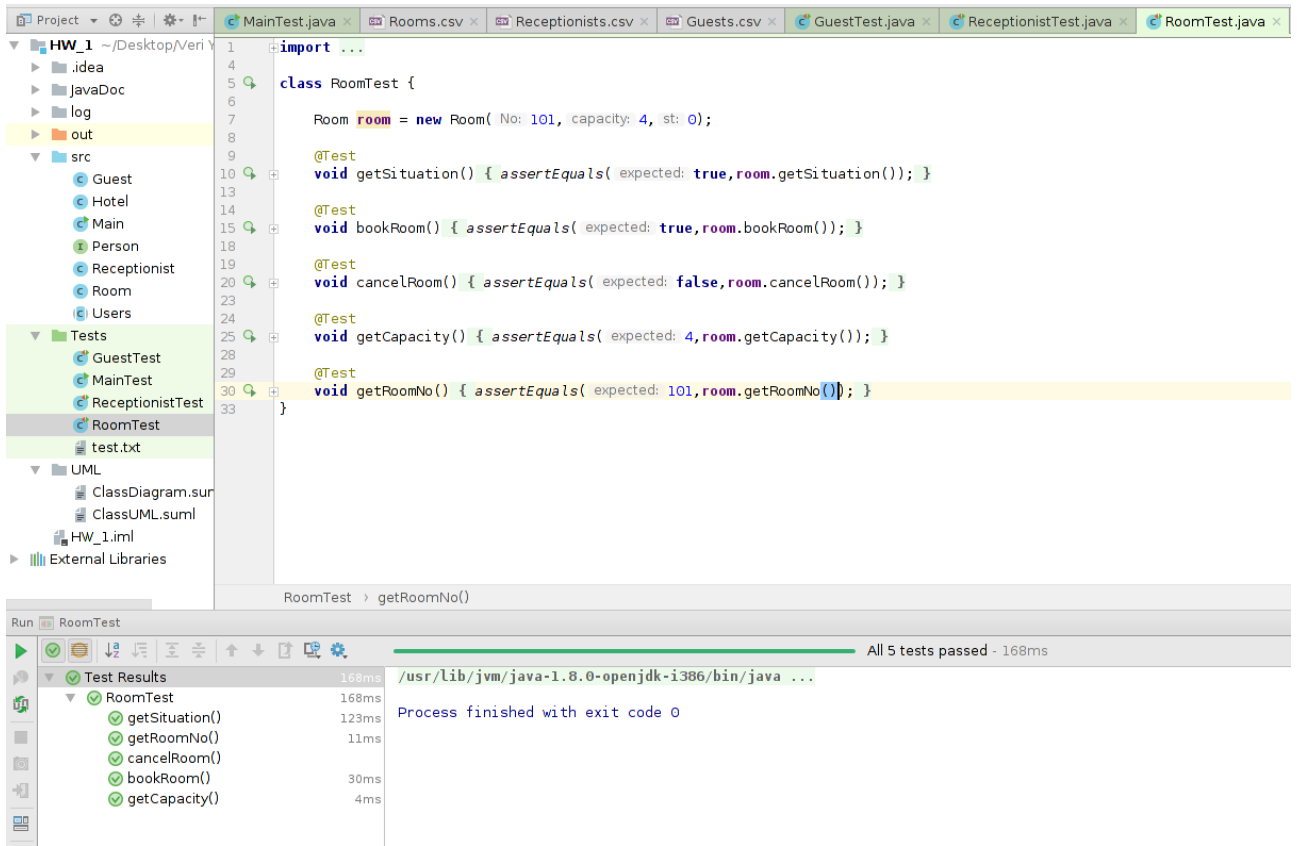 Project
MainTest.java × Rooms.csv × Receptionists.csv × Guests.csv × GuestTest.java × ReceptionistTest.java × RoomTest.java ×
HW_1 ~/Desktop/Veri Y
.idea
JavaDoc
log
out
src
Guest
Hotel
Main
Person
Receptionist
Room
Users
Tests
GuestTest
MainTest
ReceptionistTest
RoomTest
test.txt
UML
ClassDiagram.sum
ClassUML.suml
HW_1.iml
External Libraries
1 import ...
4
5 class RoomTest {
6
7 Room room = new Room( No: 101, capacity: 4, st: 0);
8
9 @Test
10 void getSituation() { assertEquals( expected: true,room.getSituation()); }
13
14 @Test
15 void bookRoom() { assertEquals( expected: true,room.bookRoom()); }
18
19 @Test
20 void cancelRoom() { assertEquals( expected: false,room.cancelRoom()); }
23
24 @Test
25 void getCapacity() { assertEquals( expected: 4,room.getCapacity()); }
28
29 @Test
30 void getRoomNo() { assertEquals( expected: 101,room.getRoomNo()); }
33 }
RoomTest › getRoomNo()
Run RoomTest
All 5 tests passed - 168ms
Test Results 168ms
RoomTest 168ms
getSituation() 123ms
getRoomNo() 11ms
cancelRoom()
bookRoom() 30ms
getCapacity() 4ms
/usr/lib/jvm/java-1.8.0-openjdk-i386/bin/java ...
Process finished with exit code 0